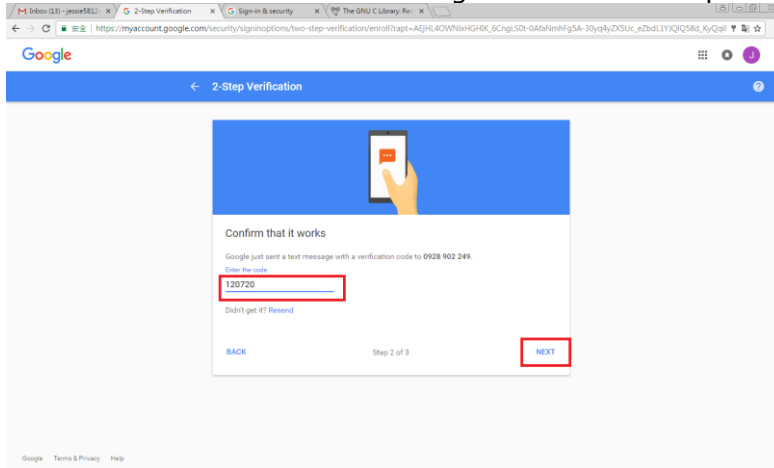 Inbox (13) - jessie5812
2-Step Verification
Sign-in & security
The GNU C Library: Re
安全 | https://myaccount.google.com/security/signinoptions/two-step-verification/enroll?rapt=
Google
J
2-Step Verification
Confirm that it works
Google just sent a text message with a verification code to 0928 902 249.
Enter the code
120720
Didn't get it? Resend
BACK
Step 2 of 3
NEXT
Google Terms & Privacy Help